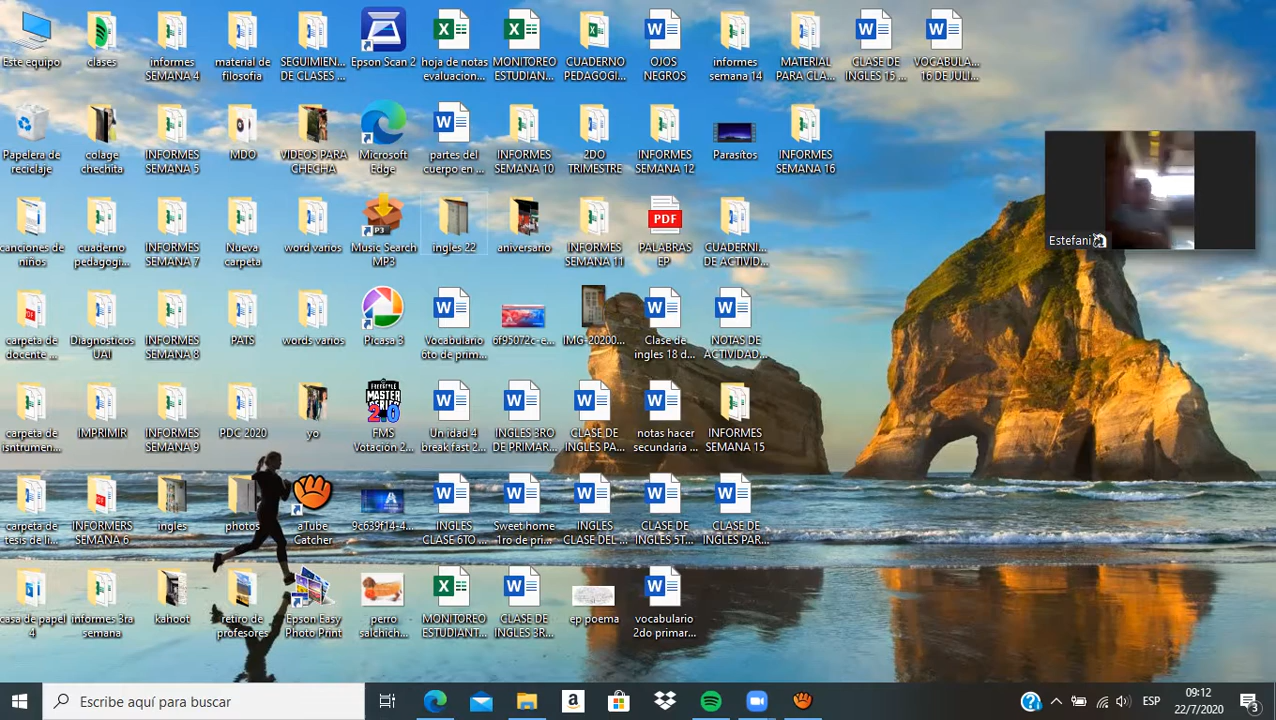 Este equipo
clases
informes
SEMANA 4
material de
filosofia
SEGUIMIEN...
DE CLASES ...
Epson Scan 2
hoja de notas
evaluacion...
MONITOREO
ESTUDIAN...
CUADERNO
PEDAGOGI...
OJOS
NEGROS
informes
semana 14
MATERIAL
PARA CLA...
CLASE DE
INGLES 15 ...
VOCABULA...
16 DE JULI...
Papelera de
reciclaje
colage
chechita
INFORMES
SEMANA 5
MDO
VIDEOS PARA
CHECHA
Microsoft
Edge
partes del
cuerpo en ...
INFORMES
SEMANA 10
2DO
TRIMESTRE
INFORMES
SEMANA 12
Parasitos
INFORMES
SEMANA 16
canciones de
niños
cuaderno
pedagogi...
INFORMES
SEMANA 7
Nueva
carpeta
word varios
P3
Music Search
MP3
ingles 22
aniversario
INFORMES
SEMANA 11
PDF
PALABRAS
EP
CUADERNI...
DE ACTIVID...
Estefani
carpeta de
docente ...
Diagnosticos
UAI
INFORMES
SEMANA 8
PATS
words varios
Picasa 3
Vocabulario
6to de prim...
6f95072c-e...
IMG-20200...
Clase de
ingles 18 d...
NOTAS DE
ACTIVIDAD...
carpeta de
isntrumen...
IMPRIMIR
INFORMES
SEMANA 9
PDC 2020
yo
FREESTYLE
MASTER
SERIES
2.0
FMS
Votacion 2...
Un idad 4
break fast 2...
INGLES 3RO
DE PRIMAR...
CLASE DE
INGLES PA...
notas hacer
secundaria ...
INFORMES
SEMANA 15
carpeta de
tesis de li...
INFORMERS
SEMANA 6
ingles
photos
aTube
Catcher
9c639f14-4...
INGLES
CLASE 6TO ...
Sweet home
1ro de pri...
INGLES
CLASE DEL ...
CLASE DE
INGLES 5T...
CLASE DE
INGLES PAR...
casa de papel
4
informes 3ra
semana
kahoot
retiro de
profesores
Epson Easy
Photo Print
perro
salchich...
MONITOREO
ESTUDIANT...
CLASE DE
INGLES 3R...
ep poema
vocabulario
2do primar...
Escribe aquí para buscar
ESP
09:12
22/7/2020
3